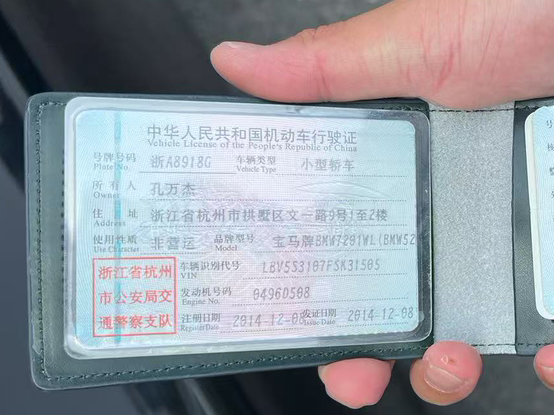 中华人民共和国机动车行驶证
Vehicle License of the People's Republic of China
号牌号码 浙A8918G 车辆类型 小型轿车
Plate No. Vehicle Type
所有人 孔万杰
Owner
住址 浙江省杭州市拱墅区文一路9号1至2楼
Address
使用性质 非营运 品牌型号 宝马牌BMW7201WL(BMW52
Use Character Model
浙江省杭州
市公安局交
通警察支队
车辆识别代号 LBV5S3107FSK31505
VIN
发动机号码 0496D508
Engine No.
注册日期 2014-12-08 发证日期 2014-12-08
Register Date Issue Date